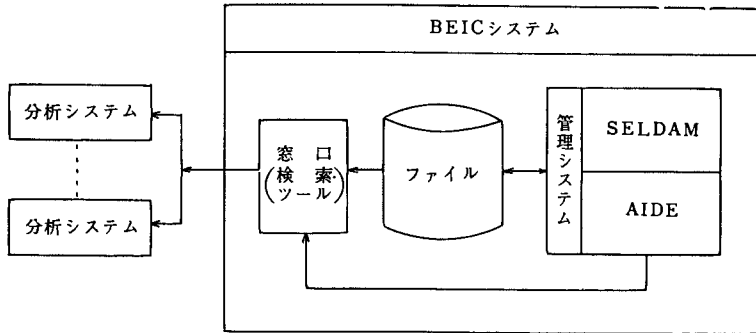 BEICシステム
分析システム
分析システム
窓口
(検索
ツール)
ファイル
管理システム
SELDAM
AIDE